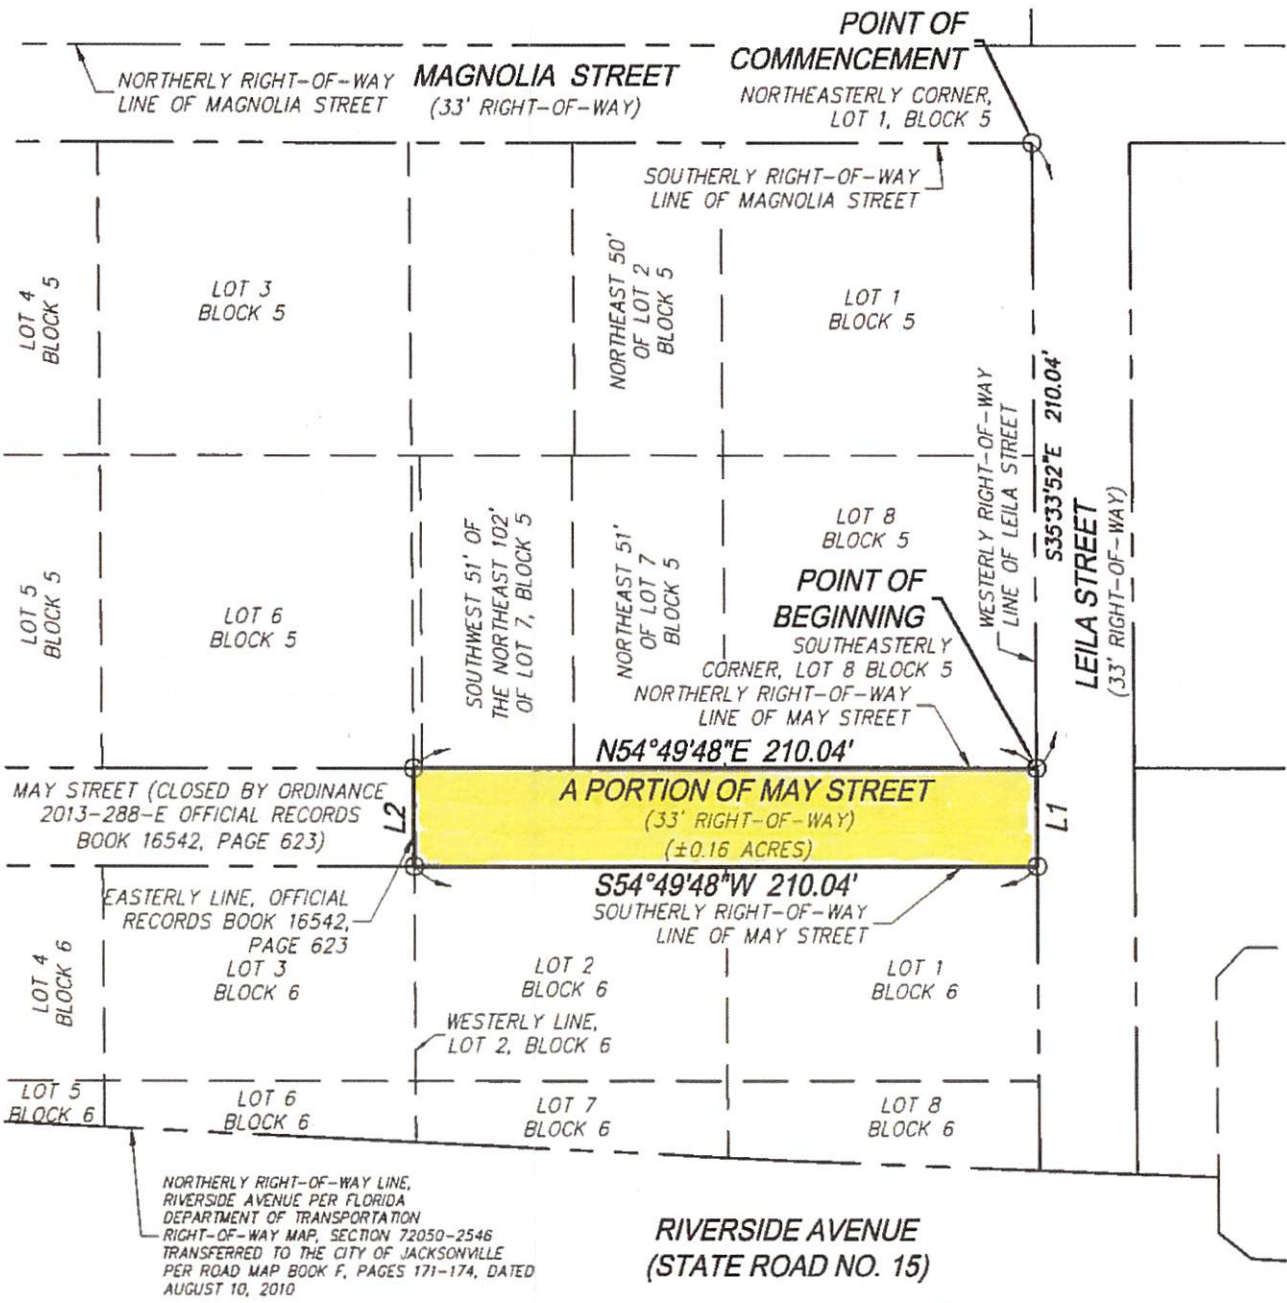 POINT OF
COMMENCEMENT
NORTHEASTERLY CORNER,
LOT 1, BLOCK 5
NORTHERLY RIGHT-OF-WAY
LINE OF MAGNOLIA STREET
MAGNOLIA STREET
(33' RIGHT-OF-WAY)
SOUTHERLY RIGHT-OF-WAY
LINE OF MAGNOLIA STREET
LOT 4
BLOCK 5
LOT 3
BLOCK 5
NORTHEAST 50'
OF LOT 2
BLOCK 5
LOT 1
BLOCK 5
WESTERLY RIGHT-OF-WAY
LINE OF LEILA STREET
S35°33'52"E 210.04'
LEILA STREET
(33' RIGHT-OF-WAY)
LOT 5
BLOCK 5
LOT 6
BLOCK 5
SOUTHWEST 51' OF
THE NORTHEAST 102'
OF LOT 7, BLOCK 5
NORTHEAST 51'
OF LOT 7
BLOCK 5
LOT 8
BLOCK 5
POINT OF
BEGINNING
SOUTHEASTERLY
CORNER, LOT 8 BLOCK 5
NORTHERLY RIGHT-OF-WAY
LINE OF MAY STREET
N54°49'48"E 210.04'
MAY STREET (CLOSED BY ORDINANCE
2013-288-E OFFICIAL RECORDS
BOOK 16542, PAGE 623)
L2
A PORTION OF MAY STREET
(33' RIGHT-OF-WAY)
(±0.16 ACRES)
L1
S54°49'48"W 210.04'
SOUTHERLY RIGHT-OF-WAY
LINE OF MAY STREET
EASTERLY LINE, OFFICIAL
RECORDS BOOK 16542,
PAGE 623
LOT 4
BLOCK 6
LOT 3
BLOCK 6
LOT 2
BLOCK 6
LOT 1
BLOCK 6
WESTERLY LINE,
LOT 2, BLOCK 6
LOT 5
BLOCK 6
LOT 6
BLOCK 6
LOT 7
BLOCK 6
LOT 8
BLOCK 6
NORTHERLY RIGHT-OF-WAY LINE,
RIVERSIDE AVENUE PER FLORIDA
DEPARTMENT OF TRANSPORTATION
RIGHT-OF-WAY MAP, SECTION 72050-2546
TRANSFERRED TO THE CITY OF JACKSONVILLE
PER ROAD MAP BOOK F, PAGES 171-174, DATED
AUGUST 10, 2010
RIVERSIDE AVENUE
(STATE ROAD NO. 15)